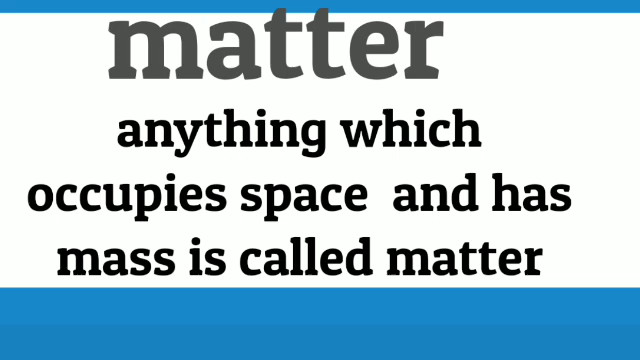 matter
anything which
occupies space and has
mass is called matter